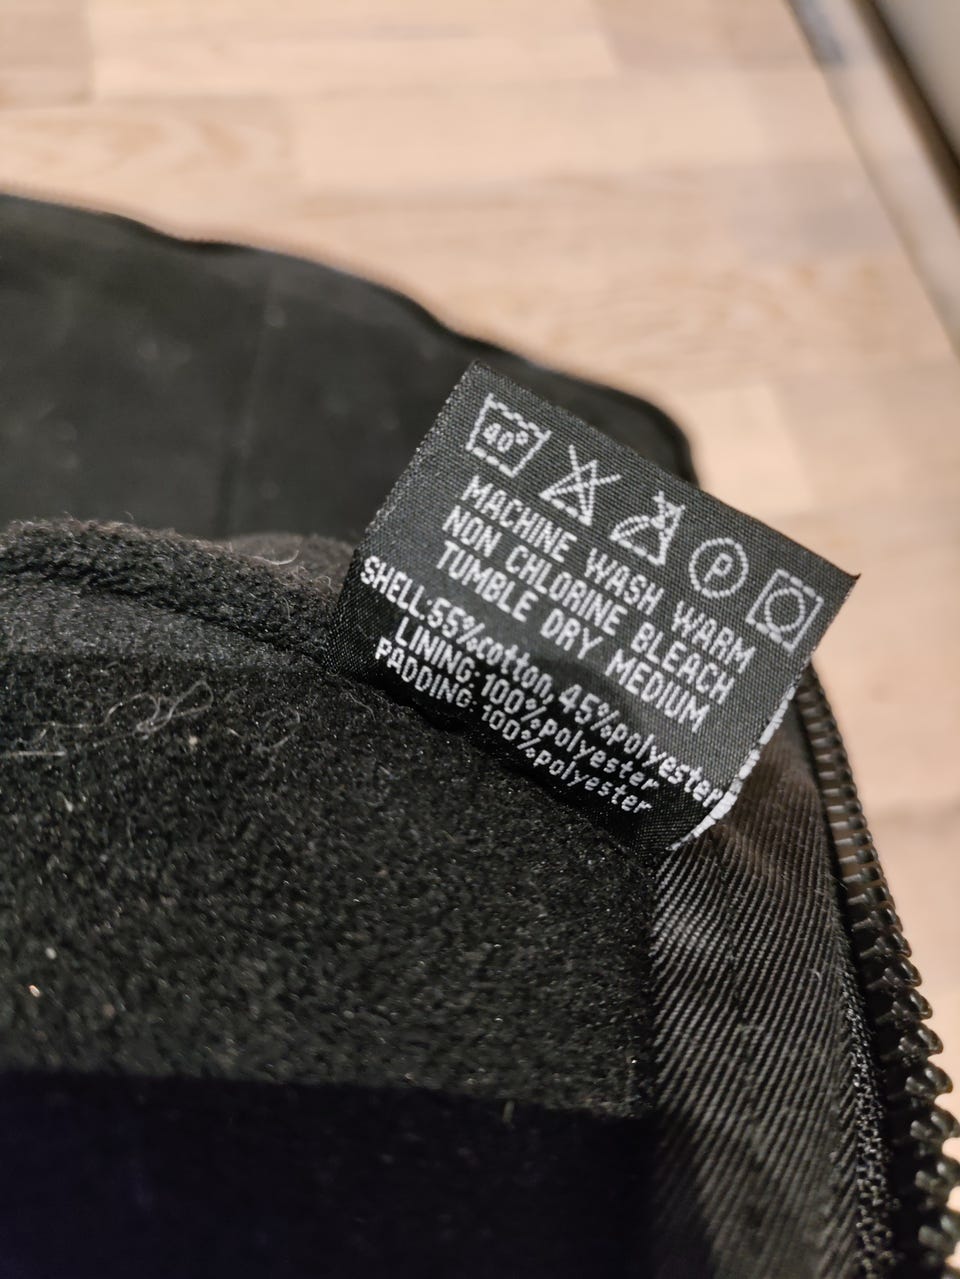 40° P
MACHINE WASH WARM
NON CHLORINE BLEACH
TUMBLE DRY MEDIUM
SHELL:55%cotton,45%polyester
LINING:100%polyester
PADDING:100%polyester